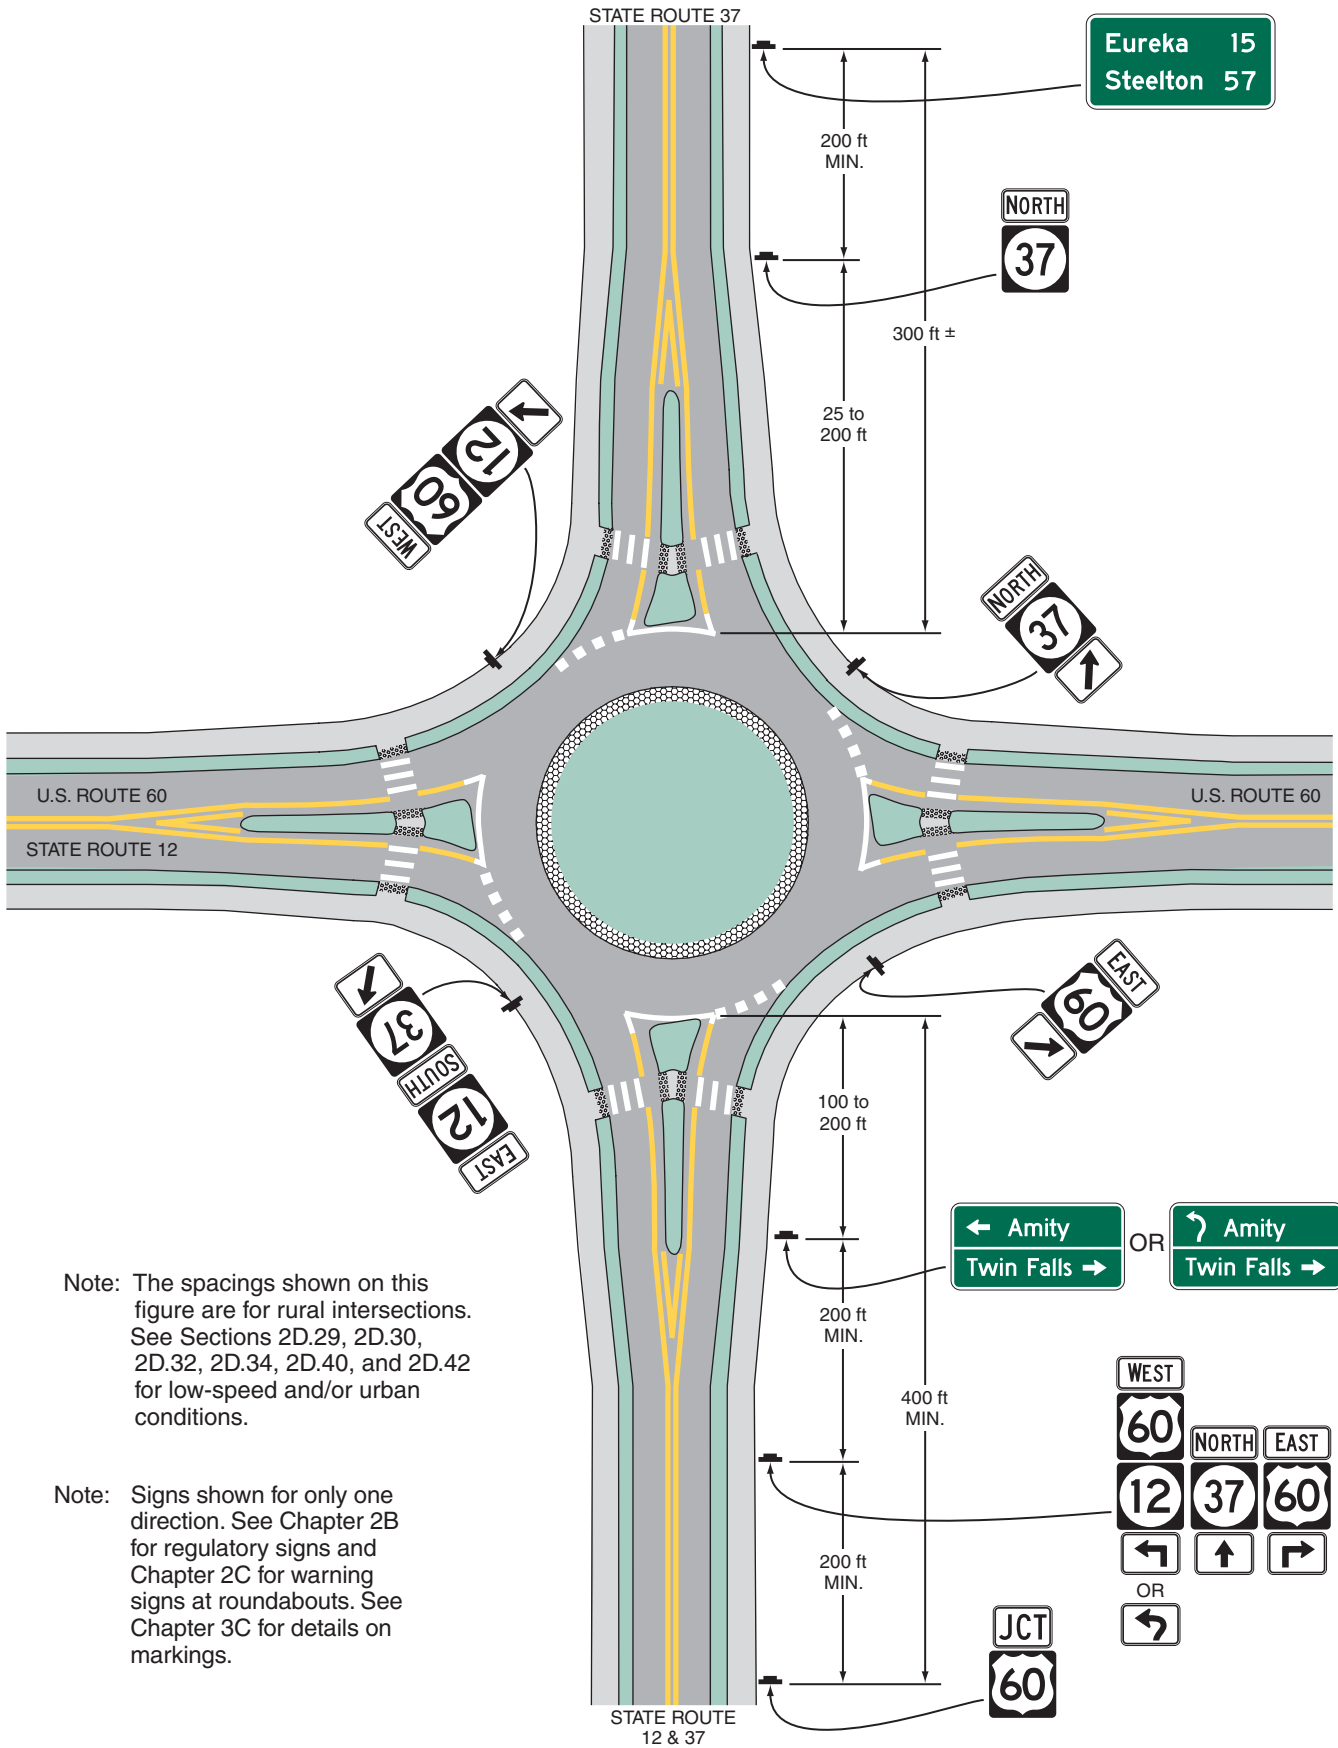 STATE ROUTE 37
Eureka 15
Steelton 57
200 ft
MIN.
NORTH
37
300 ft ±
25 to
200 ft
12
60
WEST
NORTH
37
U.S. ROUTE 60
STATE ROUTE 12
U.S. ROUTE 60
EAST
60
37
SOUTH
12
EAST
100 to
200 ft
Amity
Twin Falls
OR
Amity
Twin Falls
200 ft
MIN.
400 ft
MIN.
Note: The spacings shown on this
figure are for rural intersections.
See Sections 2D.29, 2D.30,
2D.32, 2D.34, 2D.40, and 2D.42
for low-speed and/or urban
conditions.
WEST
60
12
NORTH
37
EAST
60
OR
Note: Signs shown for only one
direction. See Chapter 2B
for regulatory signs and
Chapter 2C for warning
signs at roundabouts. See
Chapter 3C for details on
markings.
200 ft
MIN.
JCT
60
STATE ROUTE
12 & 37